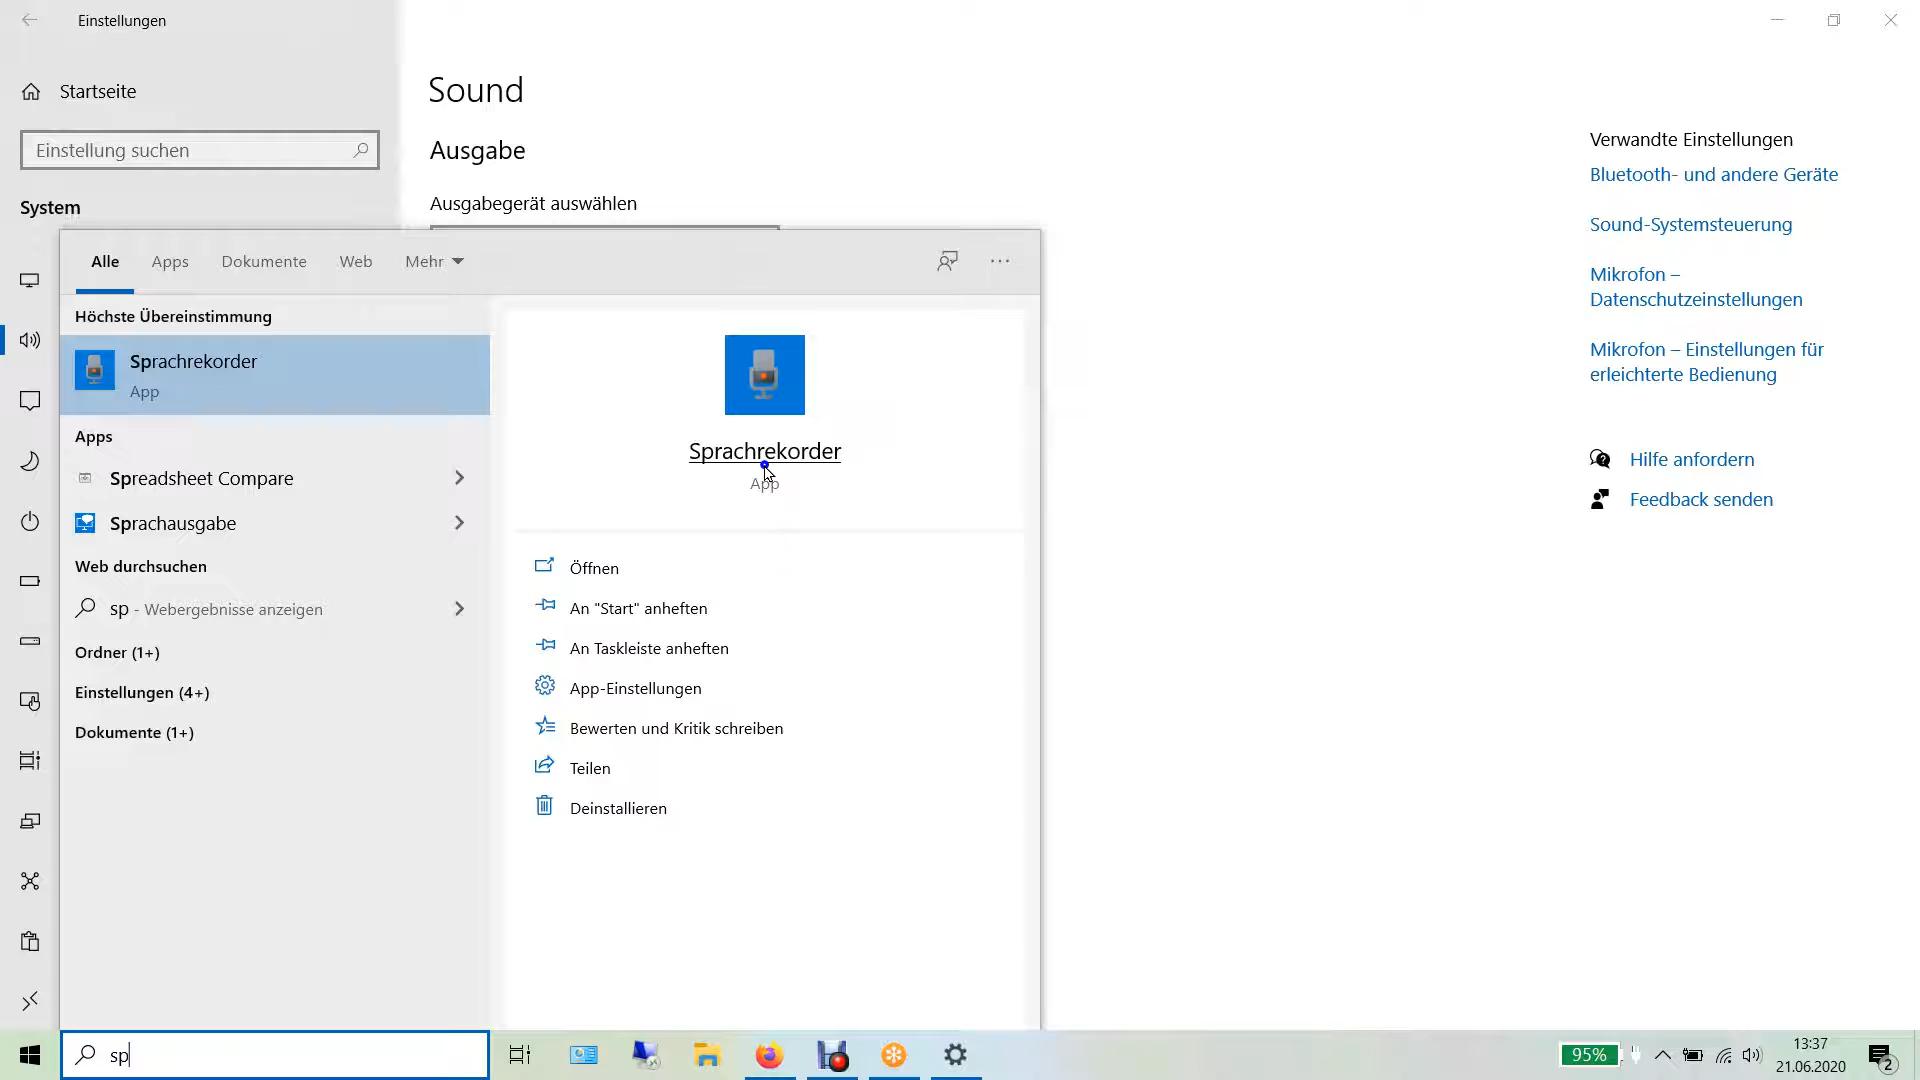 Einstellungen
Startseite
Einstellung suchen
System
Sound
Ausgabe
Ausgabegerät auswählen
Verwandte Einstellungen
Bluetooth- und andere Geräte
Sound-Systemsteuerung
Mikrofon –
Datenschutzeinstellungen
Mikrofon – Einstellungen für
erleichterte Bedienung
Hilfe anfordern
Feedback senden
Alle Apps Dokumente Web Mehr
Höchste Übereinstimmung
Sprachrekorder
App
Apps
Spreadsheet Compare
Sprachausgabe
Web durchsuchen
sp - Webergebnisse anzeigen
Ordner (1+)
Einstellungen (4+)
Dokumente (1+)
Sprachrekorder
App
Öffnen
An "Start" anheften
An Taskleiste anheften
App-Einstellungen
Bewerten und Kritik schreiben
Teilen
Deinstallieren
sp
95%
13:37
21.06.2020
2